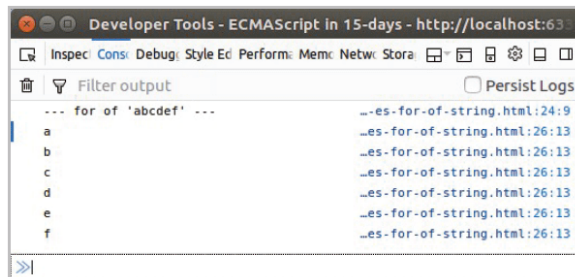 Developer Tools - ECMAScript in 15-days - http://localhost:633
Inspec Conso Debug Style Ed Performa Memo Netwo Stora
Filter output Persist Logs
--- for of 'abcdef' --- …-es-for-of-string.html:24:9
a …es-for-of-string.html:26:13
b …es-for-of-string.html:26:13
c …es-for-of-string.html:26:13
d …es-for-of-string.html:26:13
e …es-for-of-string.html:26:13
f …es-for-of-string.html:26:13